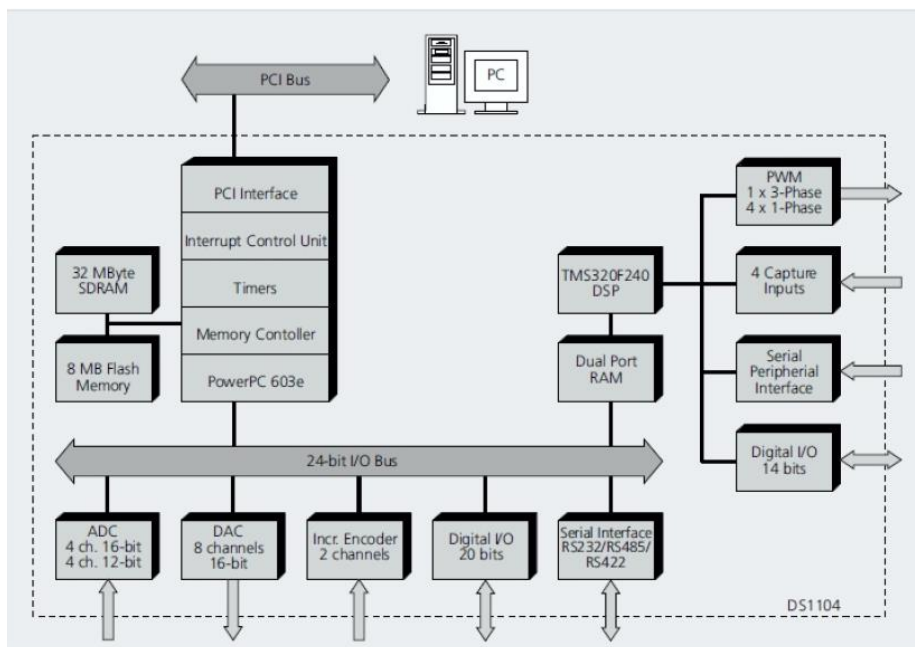 PCI Bus
PC
PCI Interface
Interrupt Control Unit
Timers
Memory Contoller
PowerPC 603e
32 MByte
SDRAM
8 MB Flash
Memory
TMS320F240
DSP
Dual Port
RAM
PWM
1 x 3-Phase
4 x 1-Phase
4 Capture
Inputs
Serial
Peripherial
Interface
Digital I/O
14 bits
24-bit I/O Bus
ADC
4 ch. 16-bit
4 ch. 12-bit
DAC
8 channels
16-bit
Incr. Encoder
2 channels
Digital I/O
20 bits
Serial Interface
RS232/RS485/
RS422
DS1104